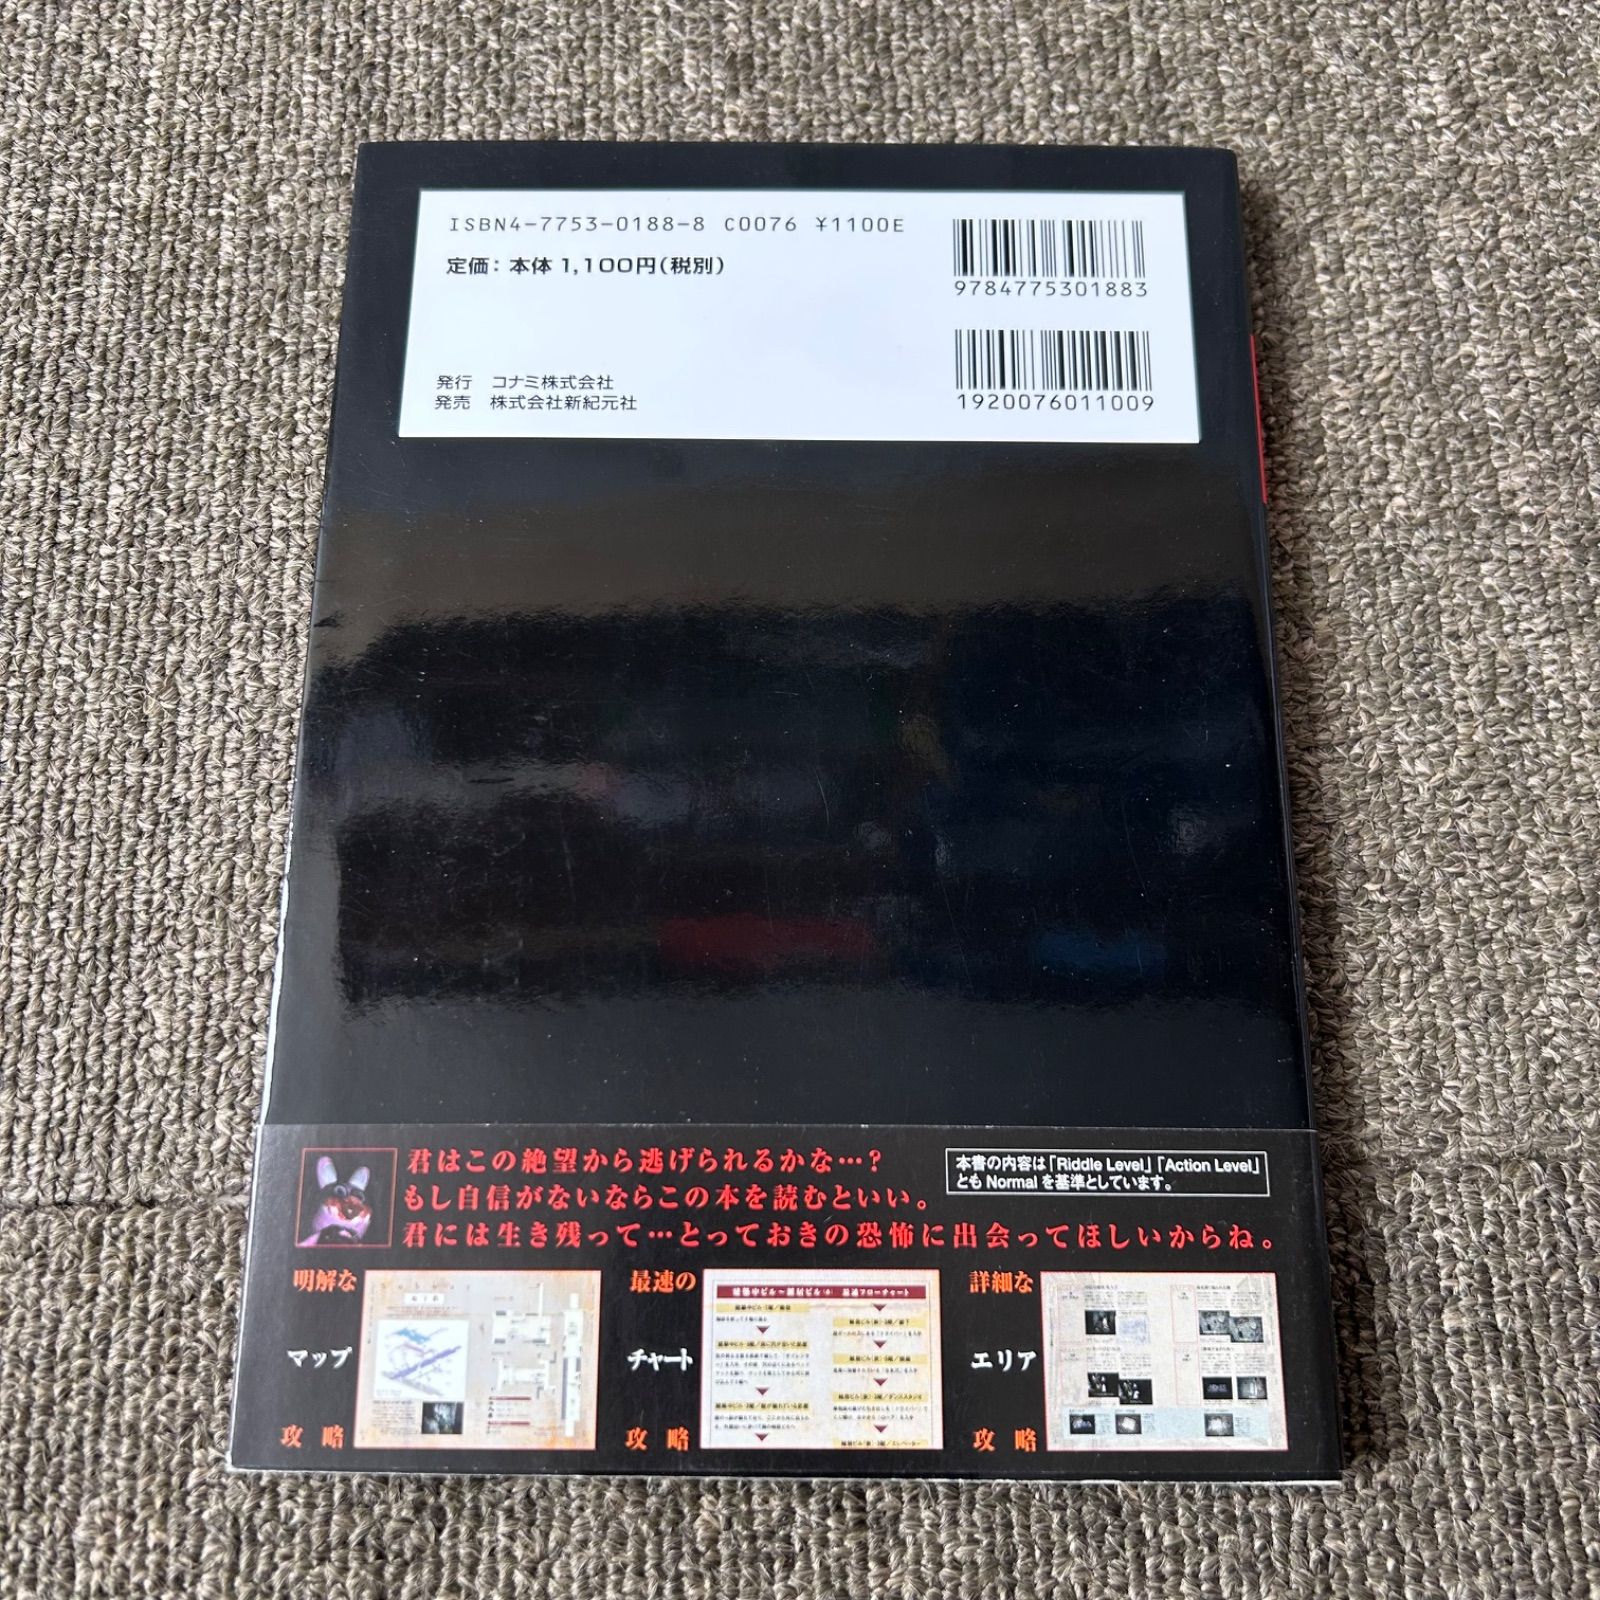 ISBN4-7753-0188-8 C0076 ¥1100E
定価：本体1,100円(税別)
9784775301883
発行　コナミ株式会社
発売　株式会社新紀元社
1920076011009
君はこの絶望から逃げられるかな…?
もし自信がないならこの本を読むといい。
君には生き残って…とっておきの恐怖に出会ってほしいからね。
本書の内容は「Riddle Level」「Action Level」
ともNormalを基準としています。
明解な
マップ
攻略
最速の
チャート
攻略
詳細な
エリア
攻略